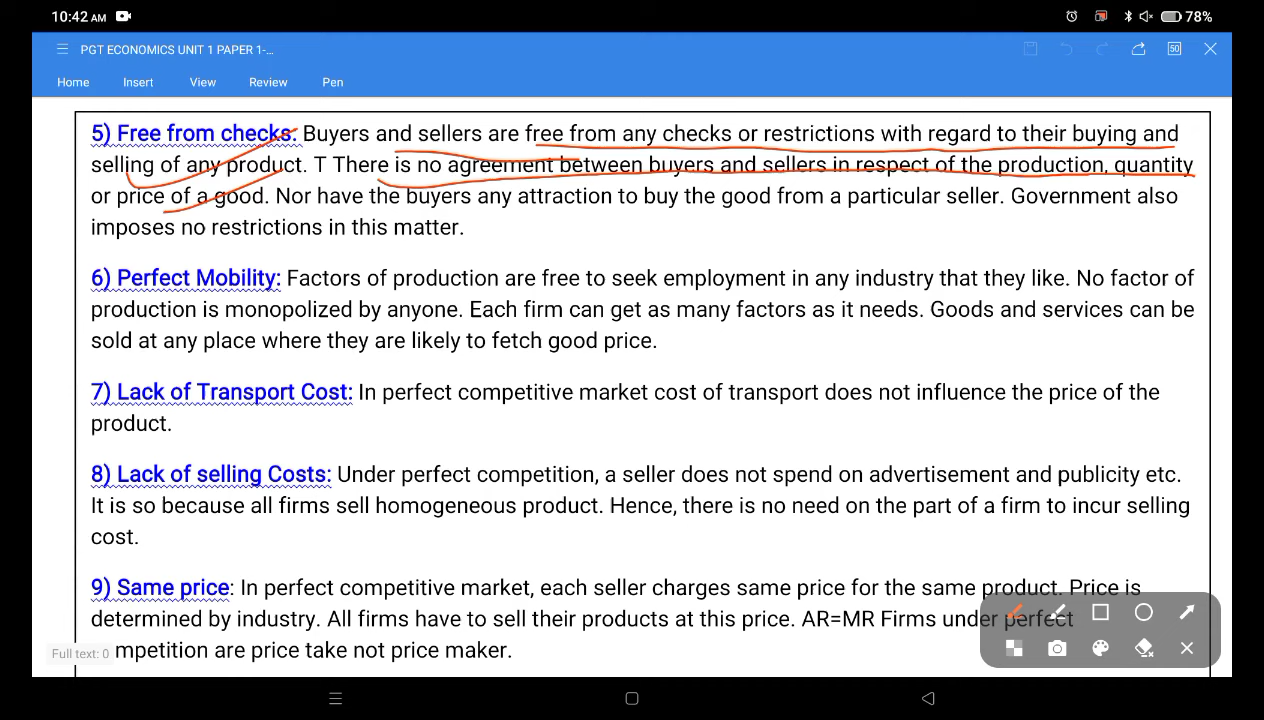 10:42 AM 78%
PGT ECONOMICS UNIT 1 PAPER 1-... 50
Home Insert View Review Pen
5) Free from checks: Buyers and sellers are free from any checks or restrictions with regard to their buying and
selling of any product. T There is no agreement between buyers and sellers in respect of the production, quantity
or price of a good. Nor have the buyers any attraction to buy the good from a particular seller. Government also
imposes no restrictions in this matter.
6) Perfect Mobility: Factors of production are free to seek employment in any industry that they like. No factor of
production is monopolized by anyone. Each firm can get as many factors as it needs. Goods and services can be
sold at any place where they are likely to fetch good price.
7) Lack of Transport Cost: In perfect competitive market cost of transport does not influence the price of the
product.
8) Lack of selling Costs: Under perfect competition, a seller does not spend on advertisement and publicity etc.
It is so because all firms sell homogeneous product. Hence, there is no need on the part of a firm to incur selling
cost.
9) Same price: In perfect competitive market, each seller charges same price for the same product. Price is
determined by industry. All firms have to sell their products at this price. AR=MR Firms under perfect
Full text: 0 mpetition are price take not price maker.